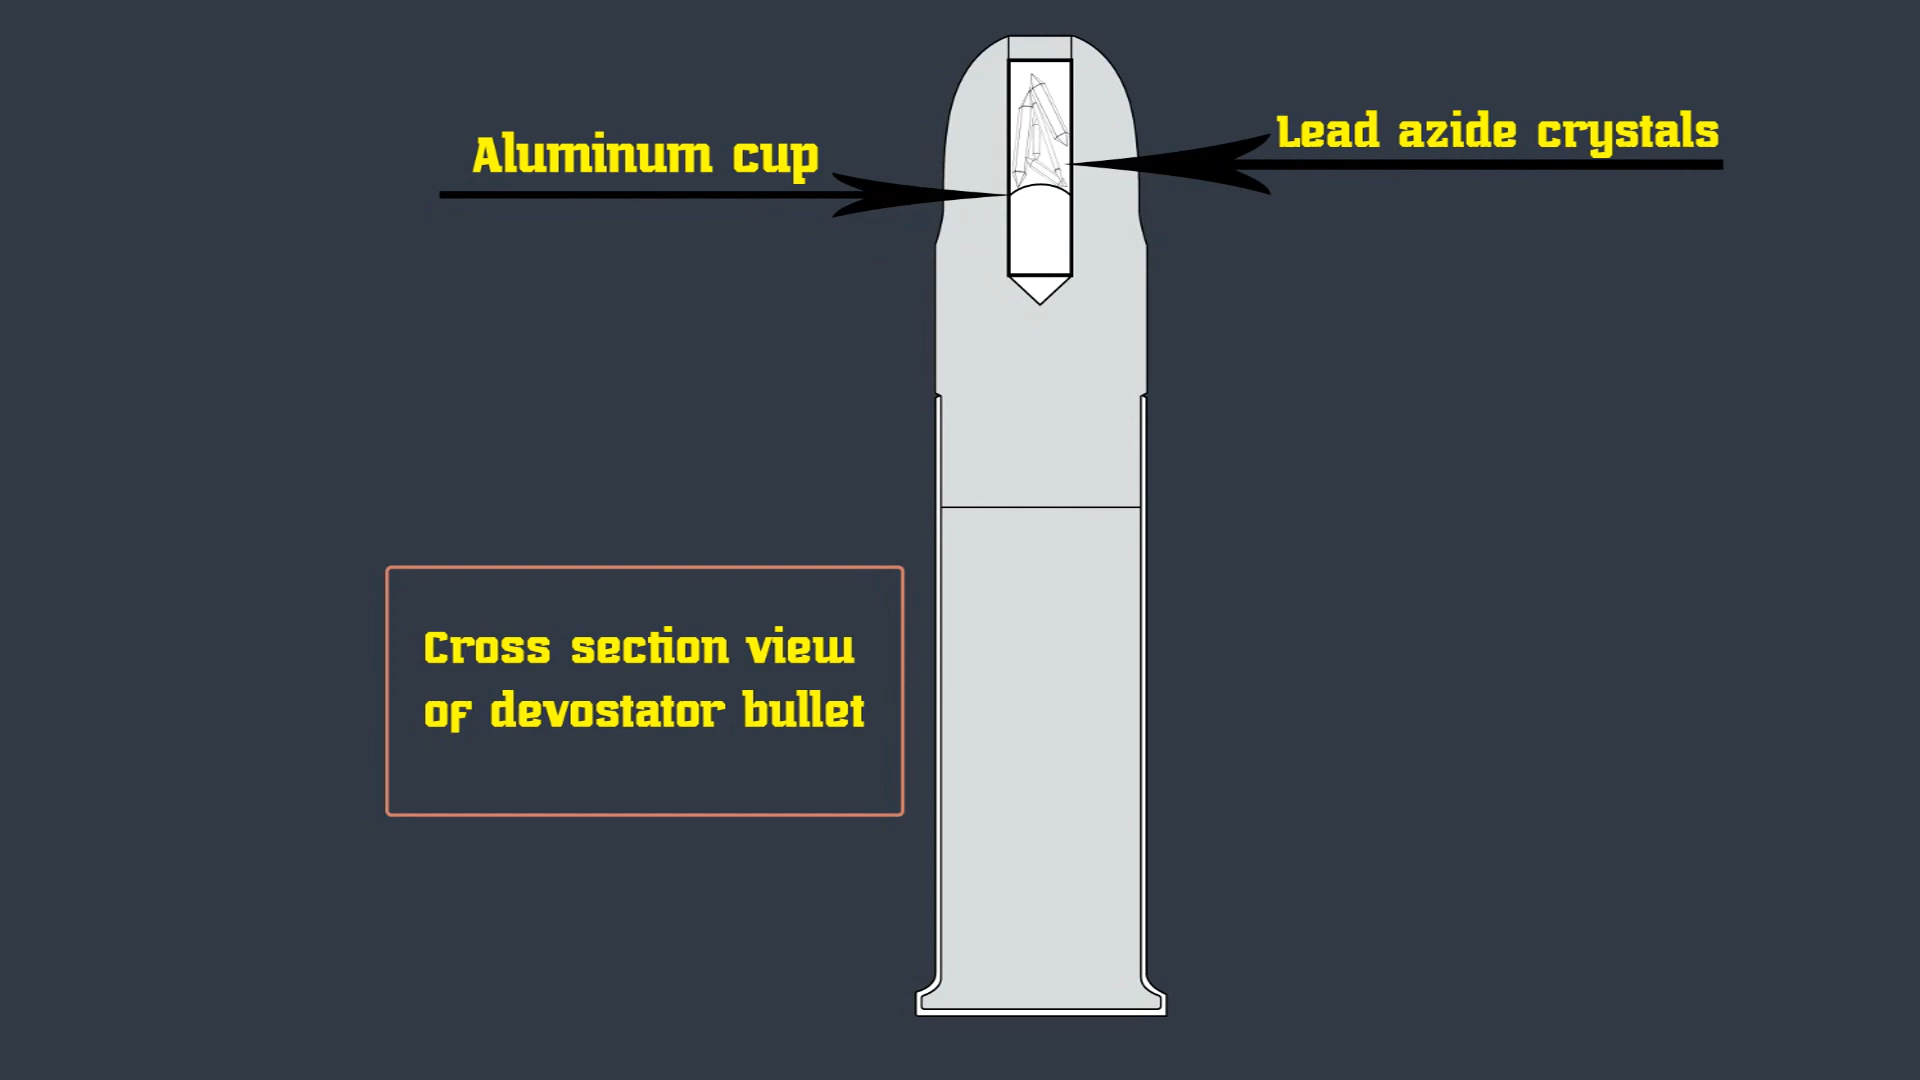 Aluminum cup
Lead azide crystals
Cross section view
of devostator bullet